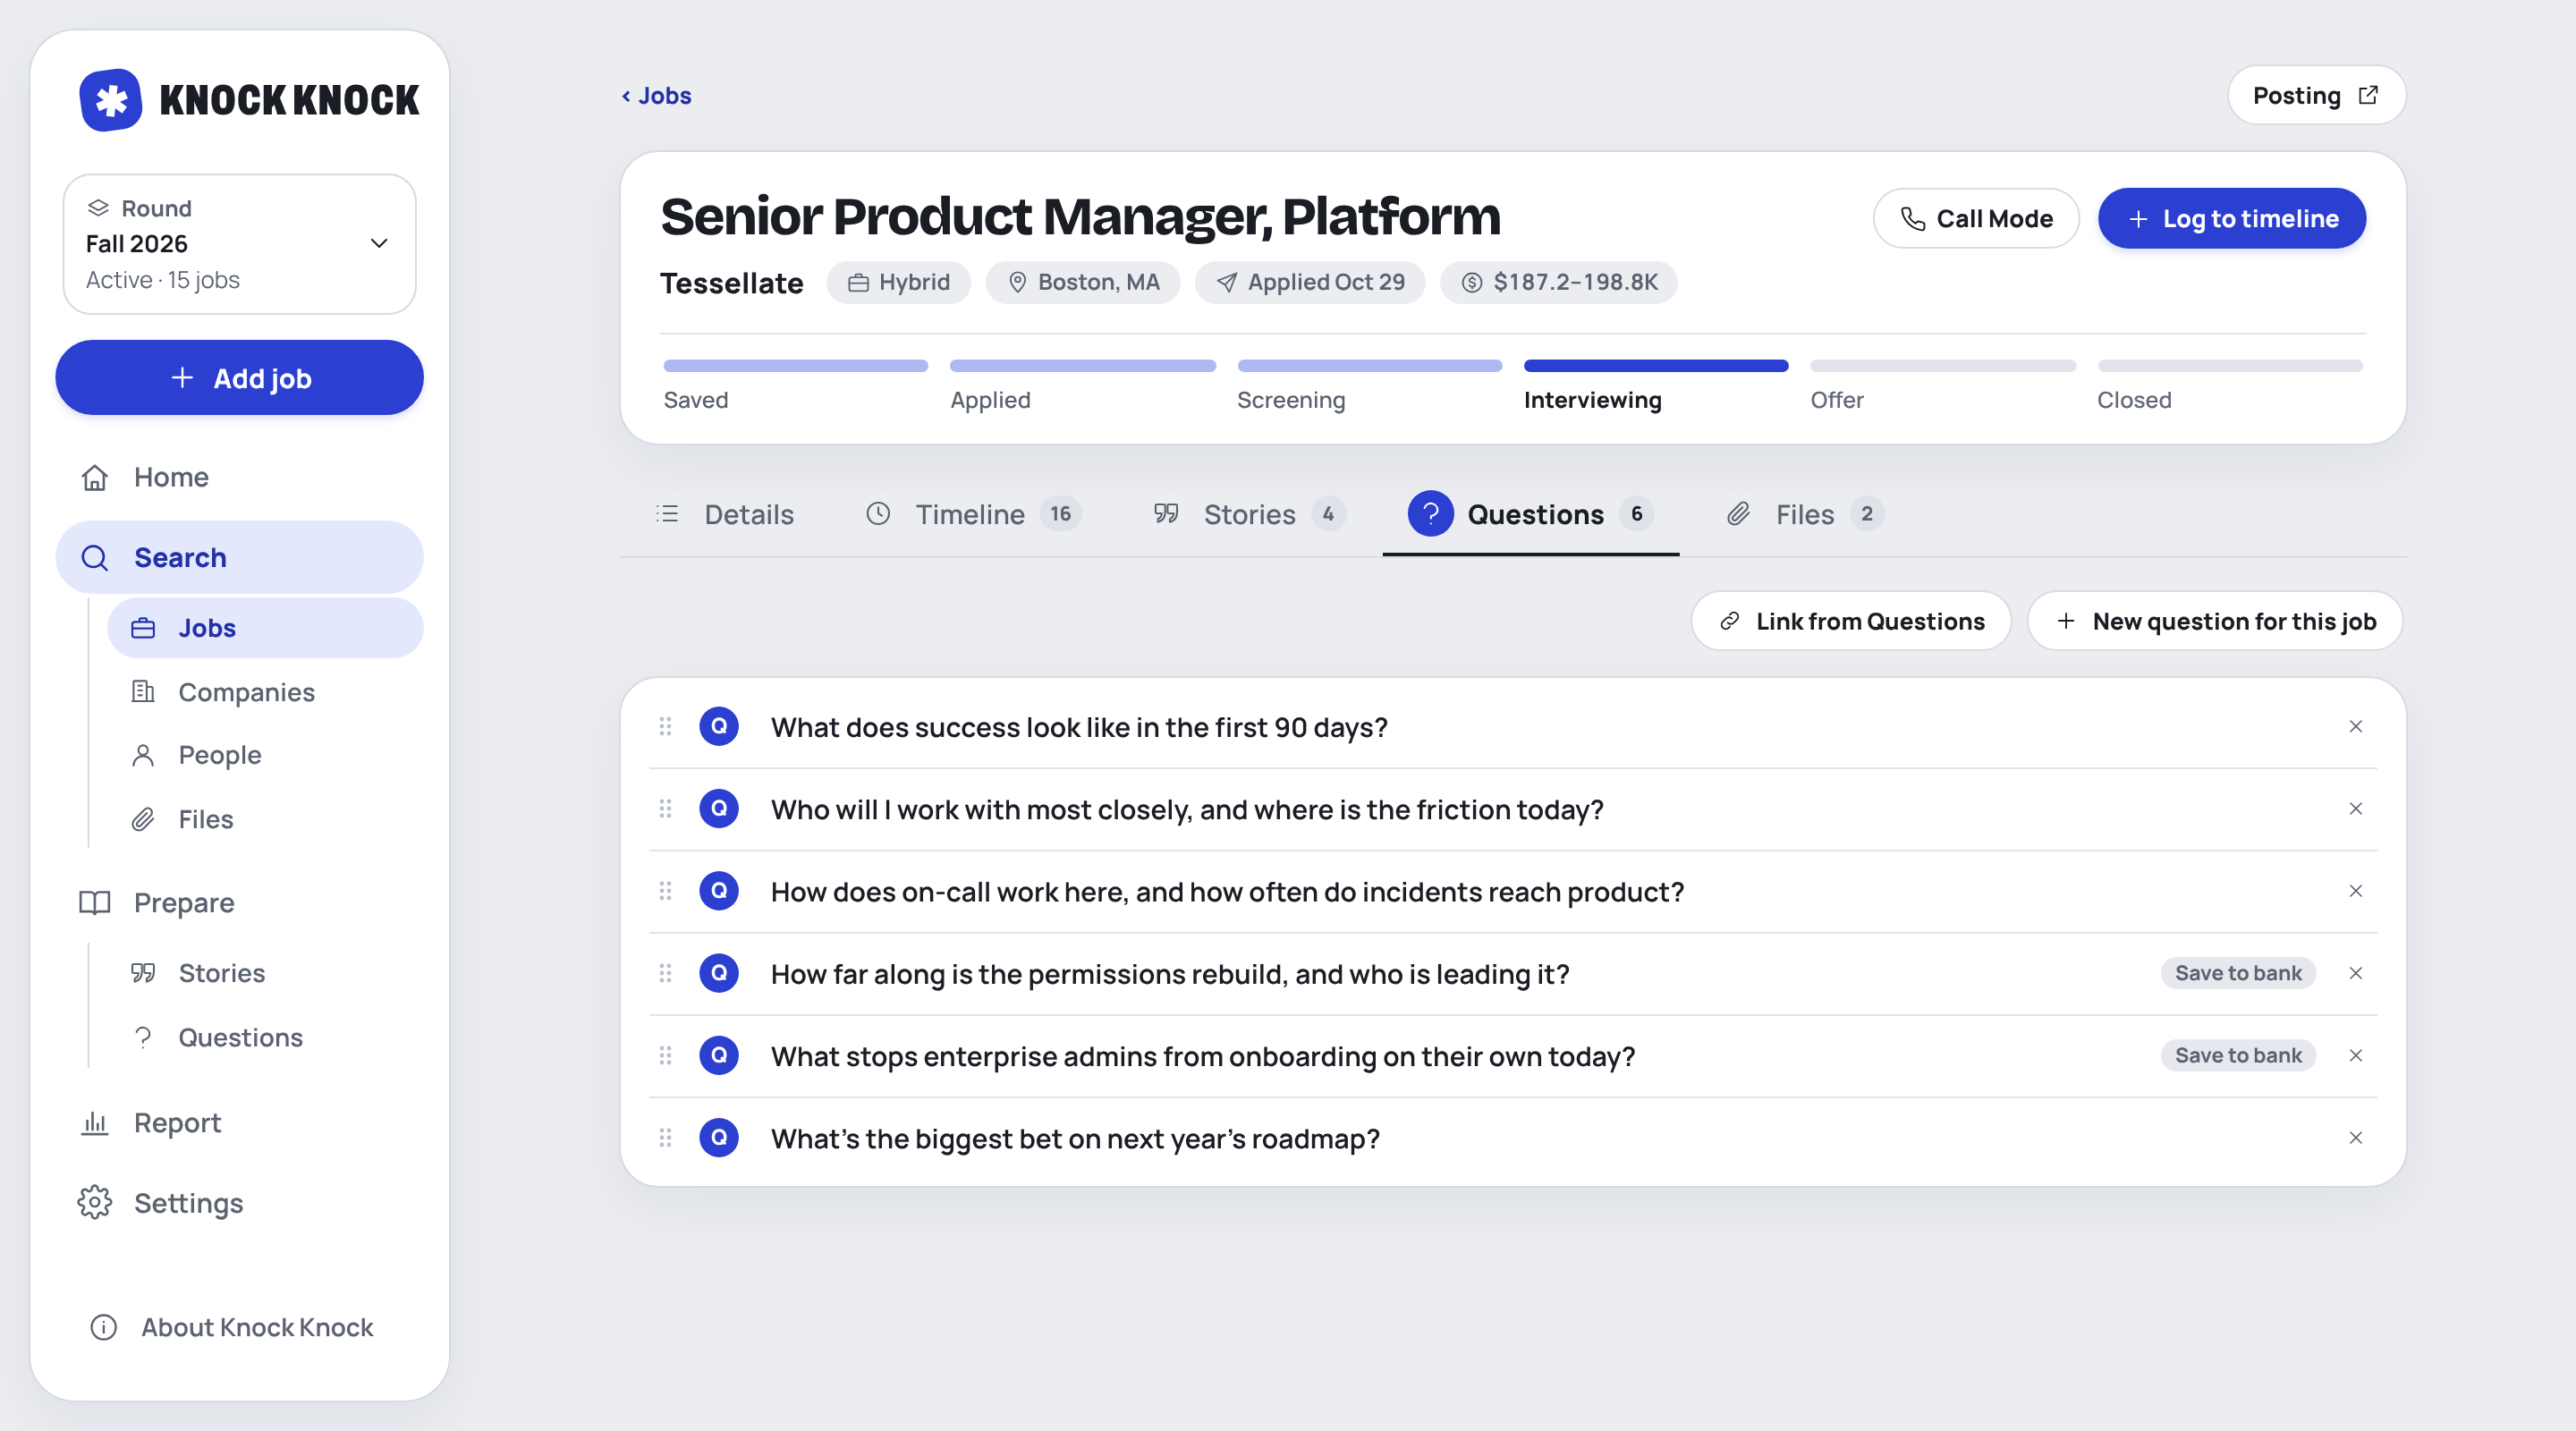 KNOCK KNOCK
Round
Fall 2026
Active · 15 jobs
Add job
Home
Search
Jobs
Companies
People
Files
Prepare
Stories
Questions
Report
Settings
About Knock Knock
‹ Jobs
Posting
Senior Product Manager, Platform
Call Mode
Log to timeline
Tessellate
Hybrid
Boston, MA
Applied Oct 29
$187.2–198.8K
Saved
Applied
Screening
Interviewing
Offer
Closed
Details
Timeline 16
Stories 4
? Questions 6
Files 2
Link from Questions
New question for this job
Q What does success look like in the first 90 days?
Q Who will I work with most closely, and where is the friction today?
Q How does on-call work here, and how often do incidents reach product?
Q How far along is the permissions rebuild, and who is leading it? Save to bank
Q What stops enterprise admins from onboarding on their own today? Save to bank
Q What’s the biggest bet on next year’s roadmap?